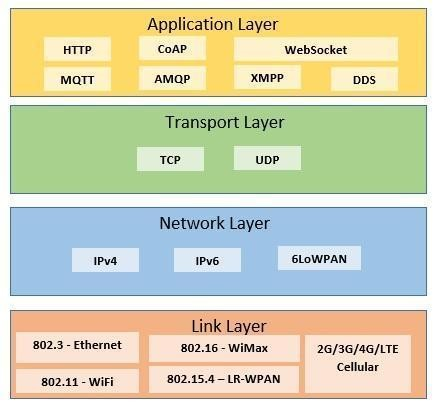 Application Layer
HTTP
CoAP
WebSocket
MQTT
AMQP
XMPP
DDS
Transport Layer
TCP
UDP
Network Layer
IPv4
IPv6
6LoWPAN
Link Layer
802.3 - Ethernet
802.16 - WiMax
2G/3G/4G/LTE
Cellular
802.11 - WiFi
802.15.4 – LR-WPAN